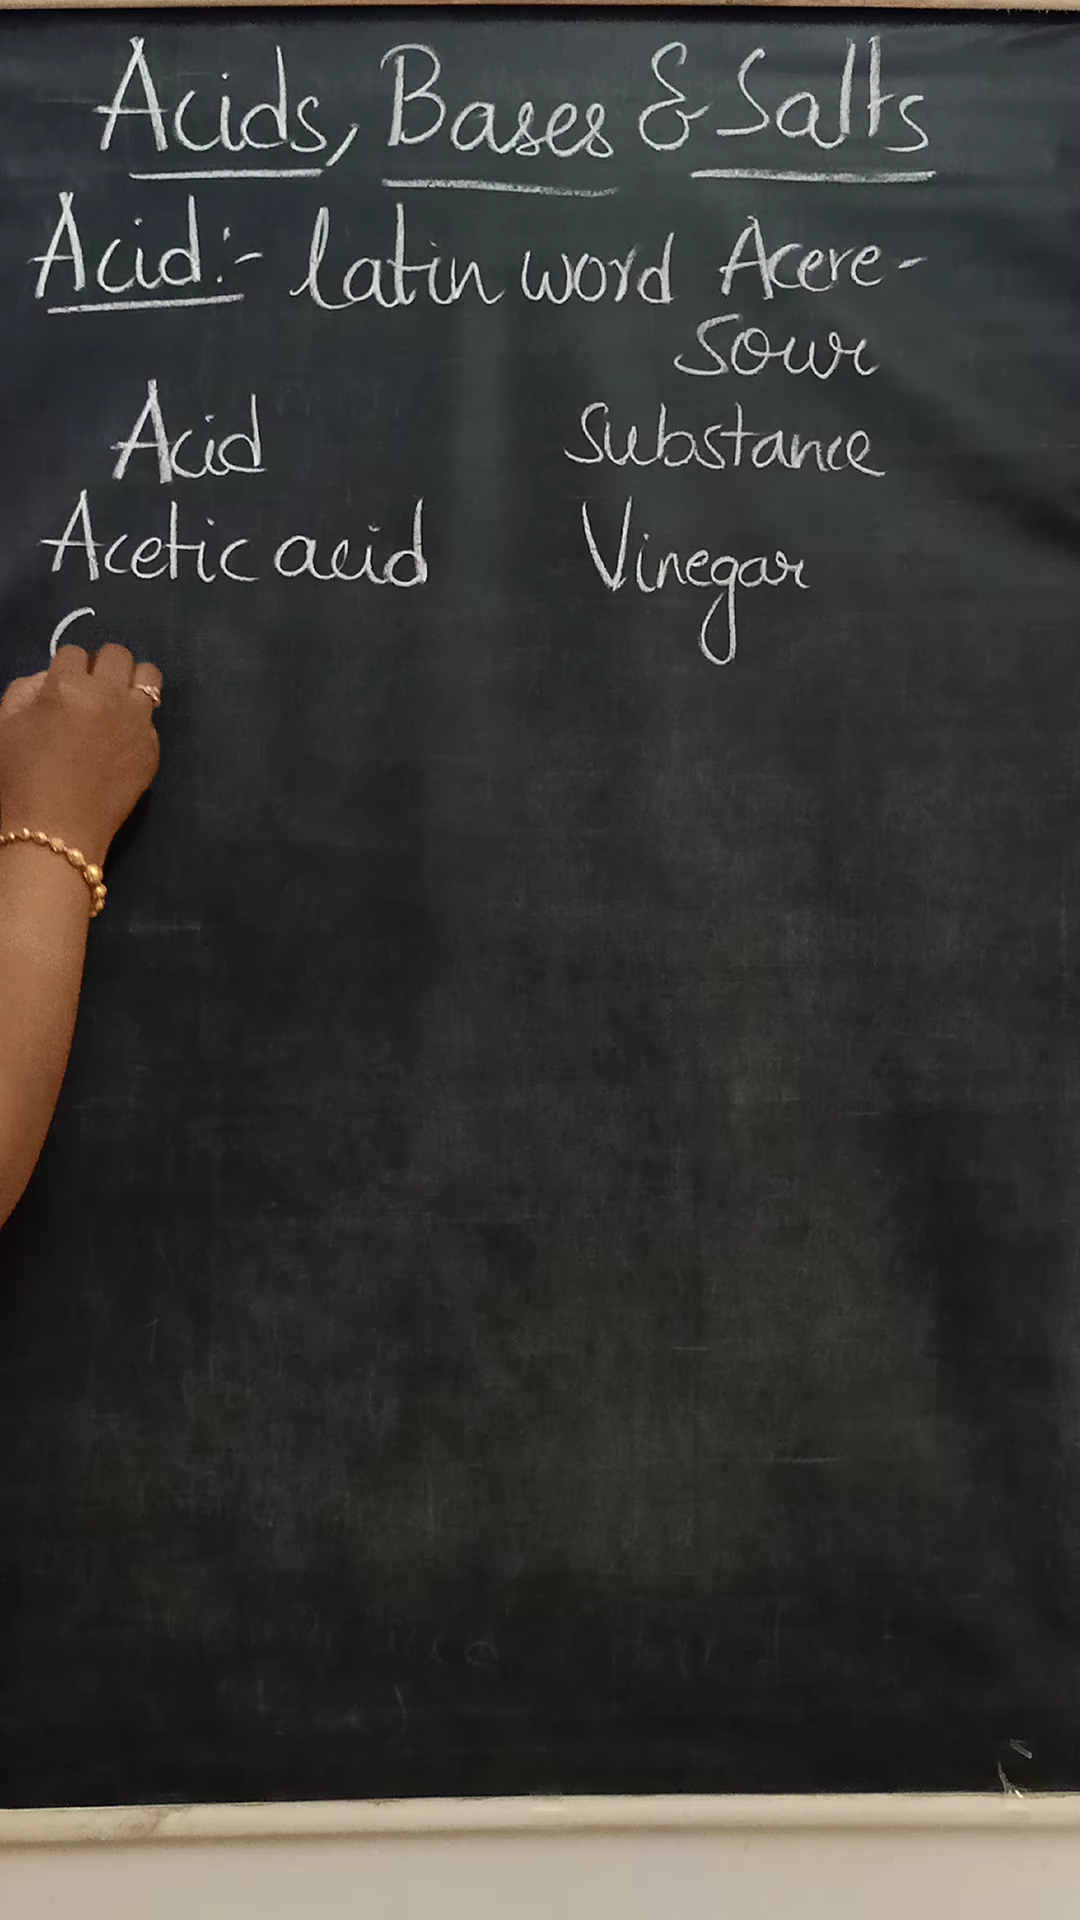 Acids, Bases & Salts
Acid:- latin word Acere-
Sour
Acid Substance
Acetic acid Vinegar
C